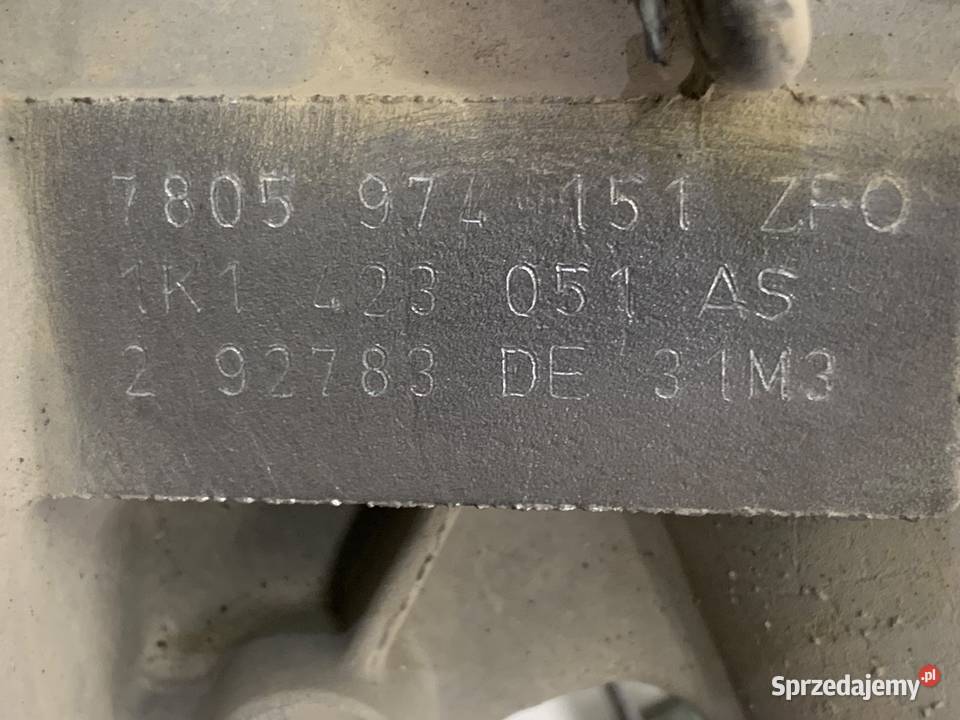 7805 974 151 ZFO
1K1 423 051 AS
2 92783 DE 31M3
Sprzedajemy.pl